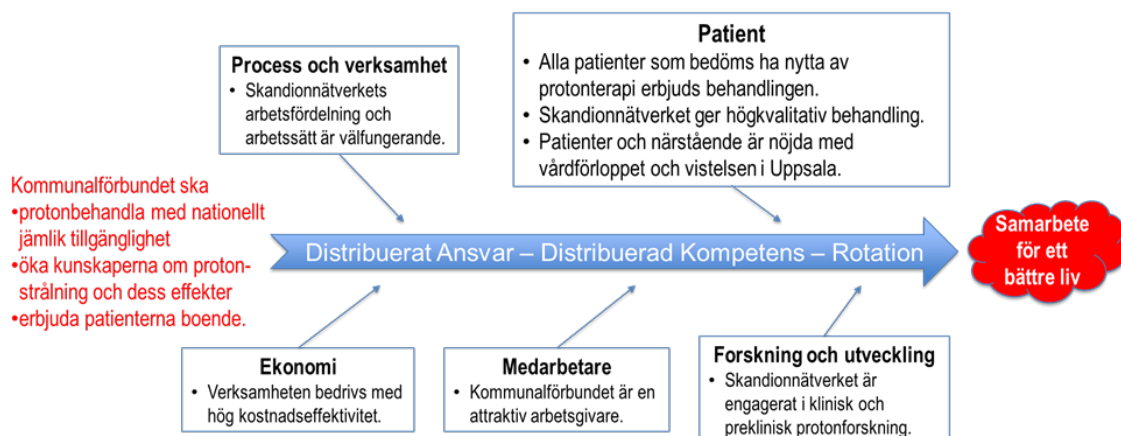 Process och verksamhet
• Skandionnätverkets
arbetsfördelning och
arbetssätt är välfungerande.
Patient
• Alla patienter som bedöms ha nytta av
protonterapi erbjuds behandlingen.
• Skandionnätverket ger högkvalitativ behandling.
• Patienter och närstående är nöjda med
vårdförloppet och vistelsen i Uppsala.
Kommunalförbundet ska
•protonbehandla med nationellt
jämlik tillgänglighet
•öka kunskaperna om proton-
strålning och dess effekter
•erbjuda patienterna boende.
Distribuerat Ansvar – Distribuerad Kompetens – Rotation
Samarbete
för ett
bättre liv
Ekonomi
• Verksamheten bedrivs med
hög kostnadseffektivitet.
Medarbetare
• Kommunalförbundet är en
attraktiv arbetsgivare.
Forskning och utveckling
• Skandionnätverket är
engagerat i klinisk och
preklinisk protonforskning.